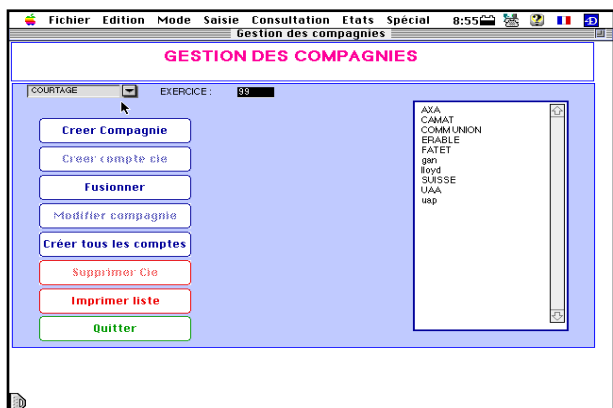 Fichier Edition Mode Saisie Consultation Etats Spécial 8:55
Gestion des compagnies
GESTION DES COMPAGNIES
COURTAGE EXERCICE : 99
Creer Compagnie
Creer compte cie
Fusionner
Modifier compagnie
Créer tous les comptes
Supprimer Cie
Imprimer liste
Quitter
AXA
CAMAT
COMMUNION
ERABLE
FATET
gan
lloyd
SUISSE
UAA
uap